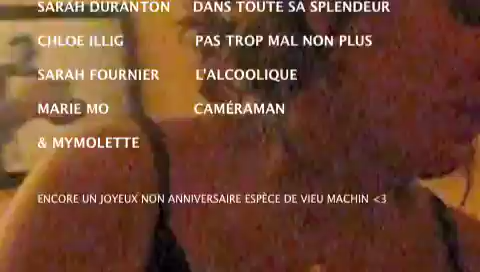 SARAH DURANTON DANS TOUTE SA SPLENDEUR
CHLOE ILLIG PAS TROP MAL NON PLUS
SARAH FOURNIER L'ALCOOLIQUE
MARIE MO CAMÉRAMAN
& MYMOLETTE
ENCORE UN JOYEUX NON ANNIVERSAIRE ESPÈCE DE VIEU MACHIN <3